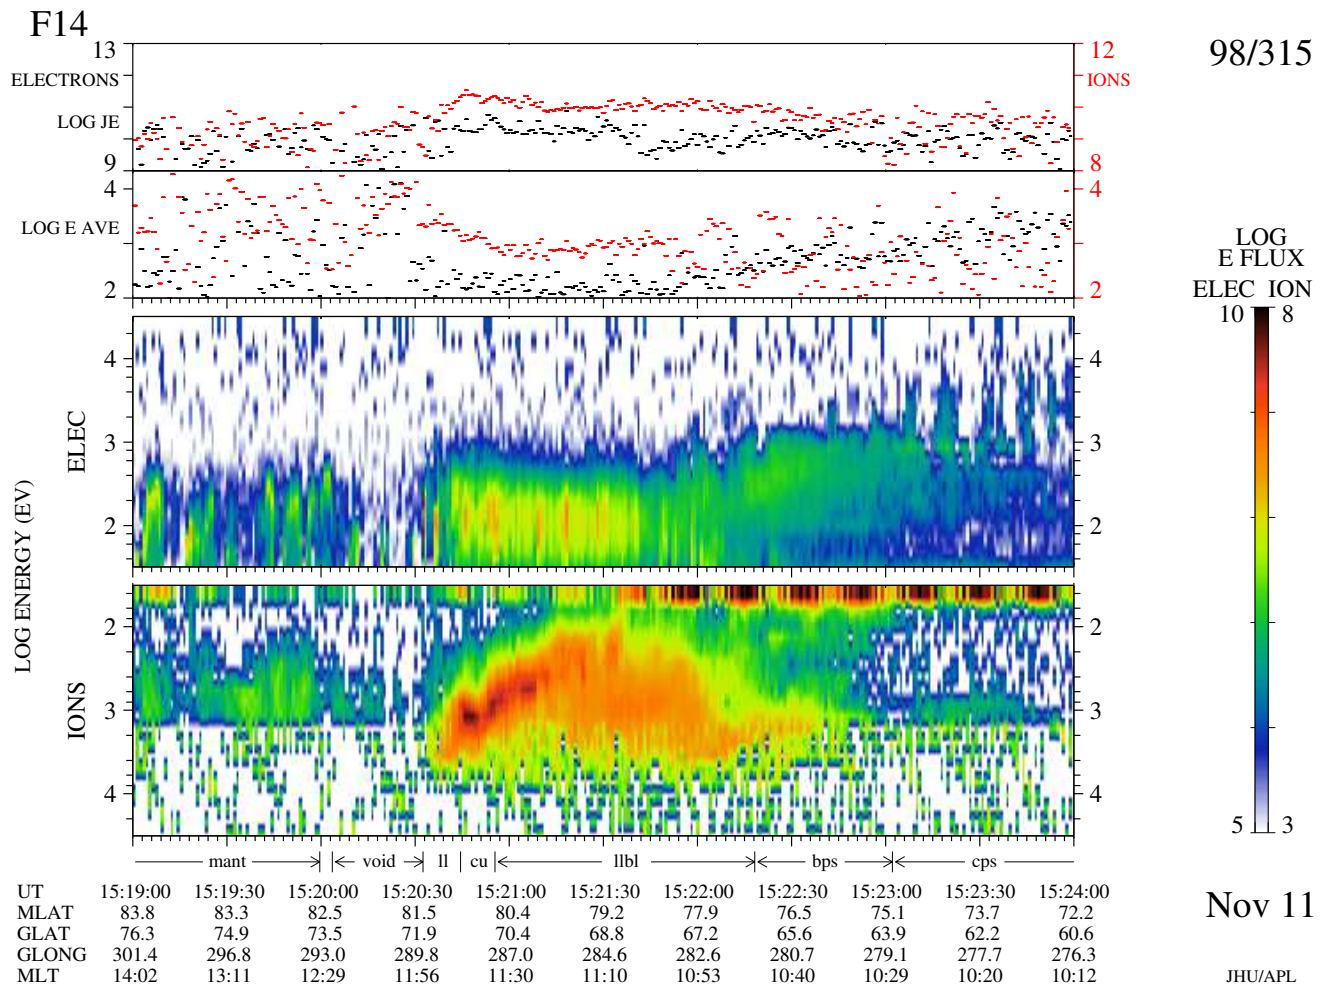 F14
98/315
13
12
ELECTRONS
IONS
LOG JE
9
8
4
4
LOG E AVE
2
2
LOG
E FLUX
ELEC ION
10 8
5 3
LOG ENERGY (EV)
ELEC
4
4
3
3
2
2
IONS
2
2
3
3
4
4
mant void ll cu llbl bps cps
UT 15:19:00 15:19:30 15:20:00 15:20:30 15:21:00 15:21:30 15:22:00 15:22:30 15:23:00 15:23:30 15:24:00
MLAT 83.8 83.3 82.5 81.5 80.4 79.2 77.9 76.5 75.1 73.7 72.2
GLAT 76.3 74.9 73.5 71.9 70.4 68.8 67.2 65.6 63.9 62.2 60.6
GLONG 301.4 296.8 293.0 289.8 287.0 284.6 282.6 280.7 279.1 277.7 276.3
MLT 14:02 13:11 12:29 11:56 11:30 11:10 10:53 10:40 10:29 10:20 10:12
Nov 11
JHU/APL